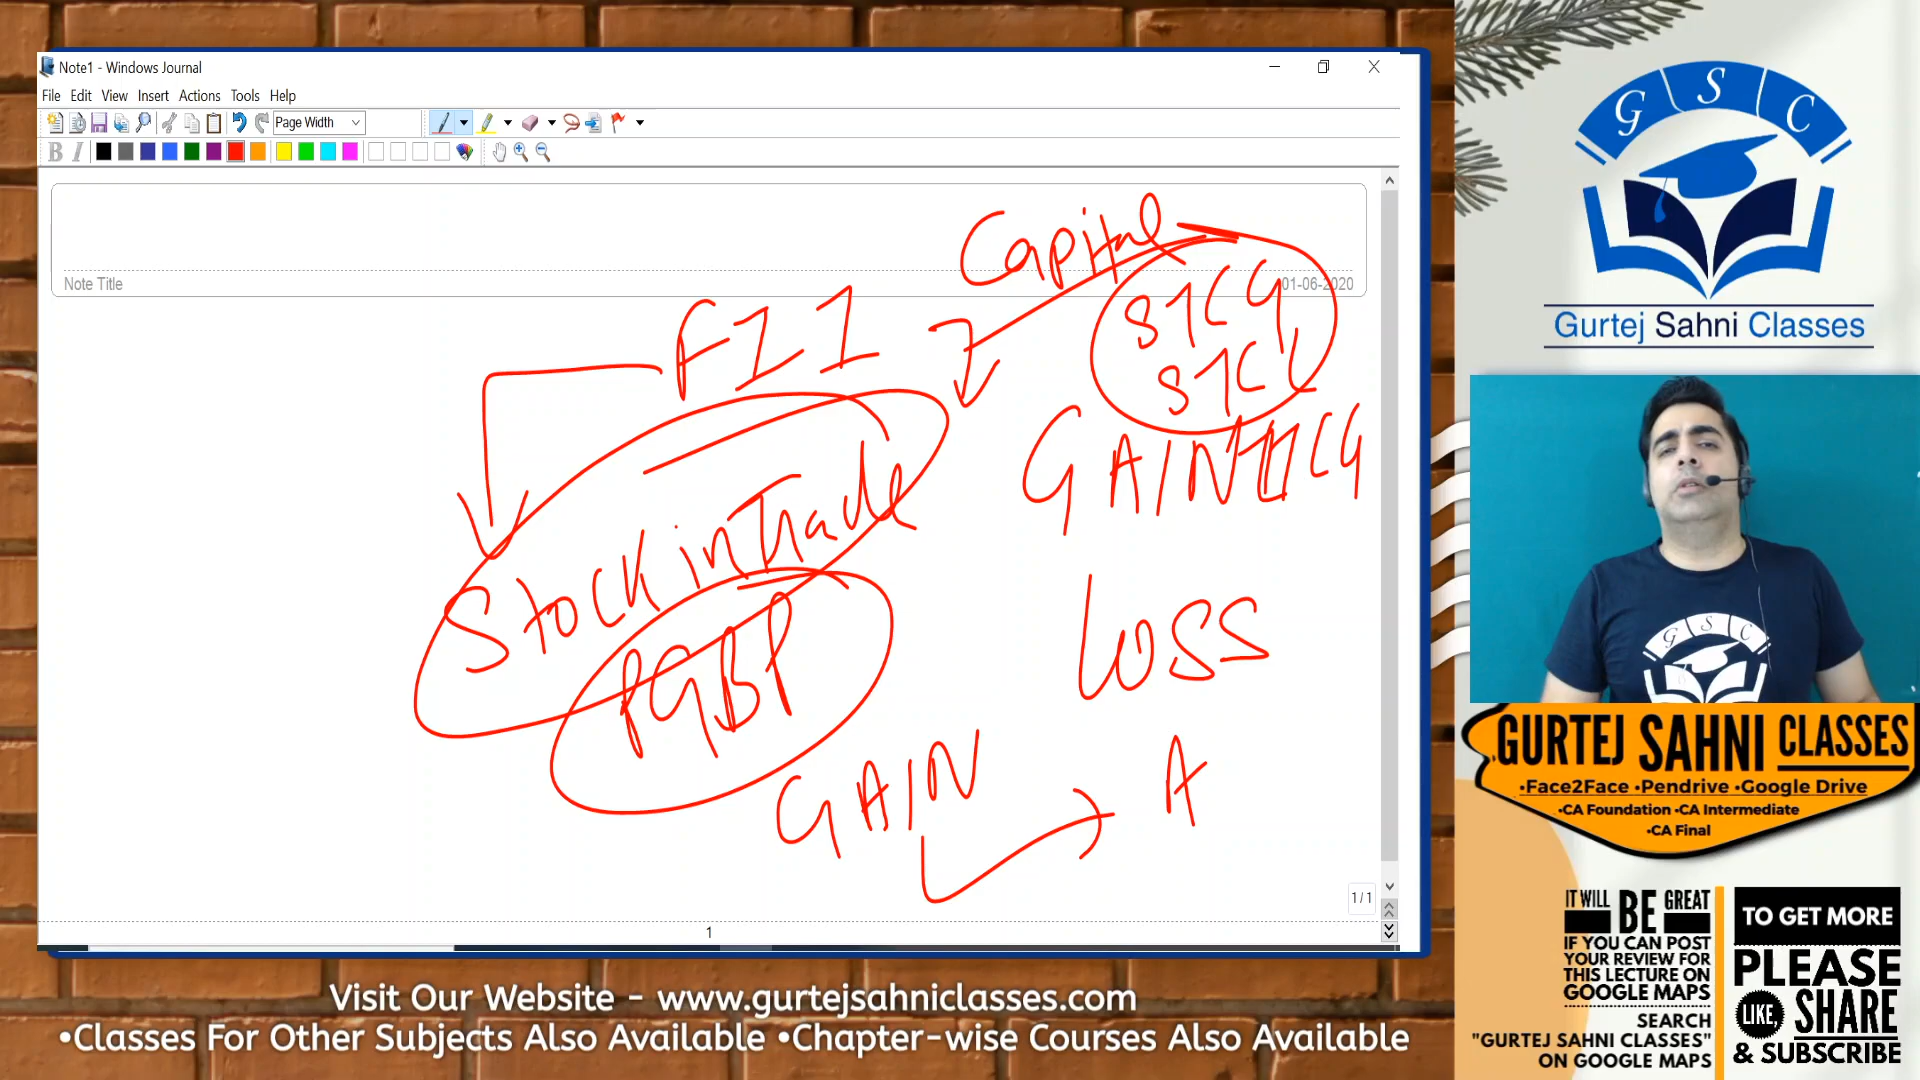 Note1 - Windows Journal
File Edit View Insert Actions Tools Help
Page Width
B I
Note Title
01-06-2020
Capital
STCG
STCL
FII
GAIN LTCG
Stock in Trade
PGBP
LOSS
GAIN
A
1 / 1
1
G S C
Gurtej Sahni Classes
G S C
GURTEJ SAHNI CLASSES
•Face2Face •Pendrive •Google Drive
•CA Foundation •CA Intermediate
•CA Final
IT WILL BE GREAT
IF YOU CAN POST
YOUR REVIEW FOR
THIS LECTURE ON
GOOGLE MAPS
SEARCH
"GURTEJ SAHNI CLASSES"
ON GOOGLE MAPS
TO GET MORE
PLEASE
LIKE, SHARE
& SUBSCRIBE
Visit Our Website - www.gurtejsahniclasses.com
•Classes For Other Subjects Also Available •Chapter-wise Courses Also Available